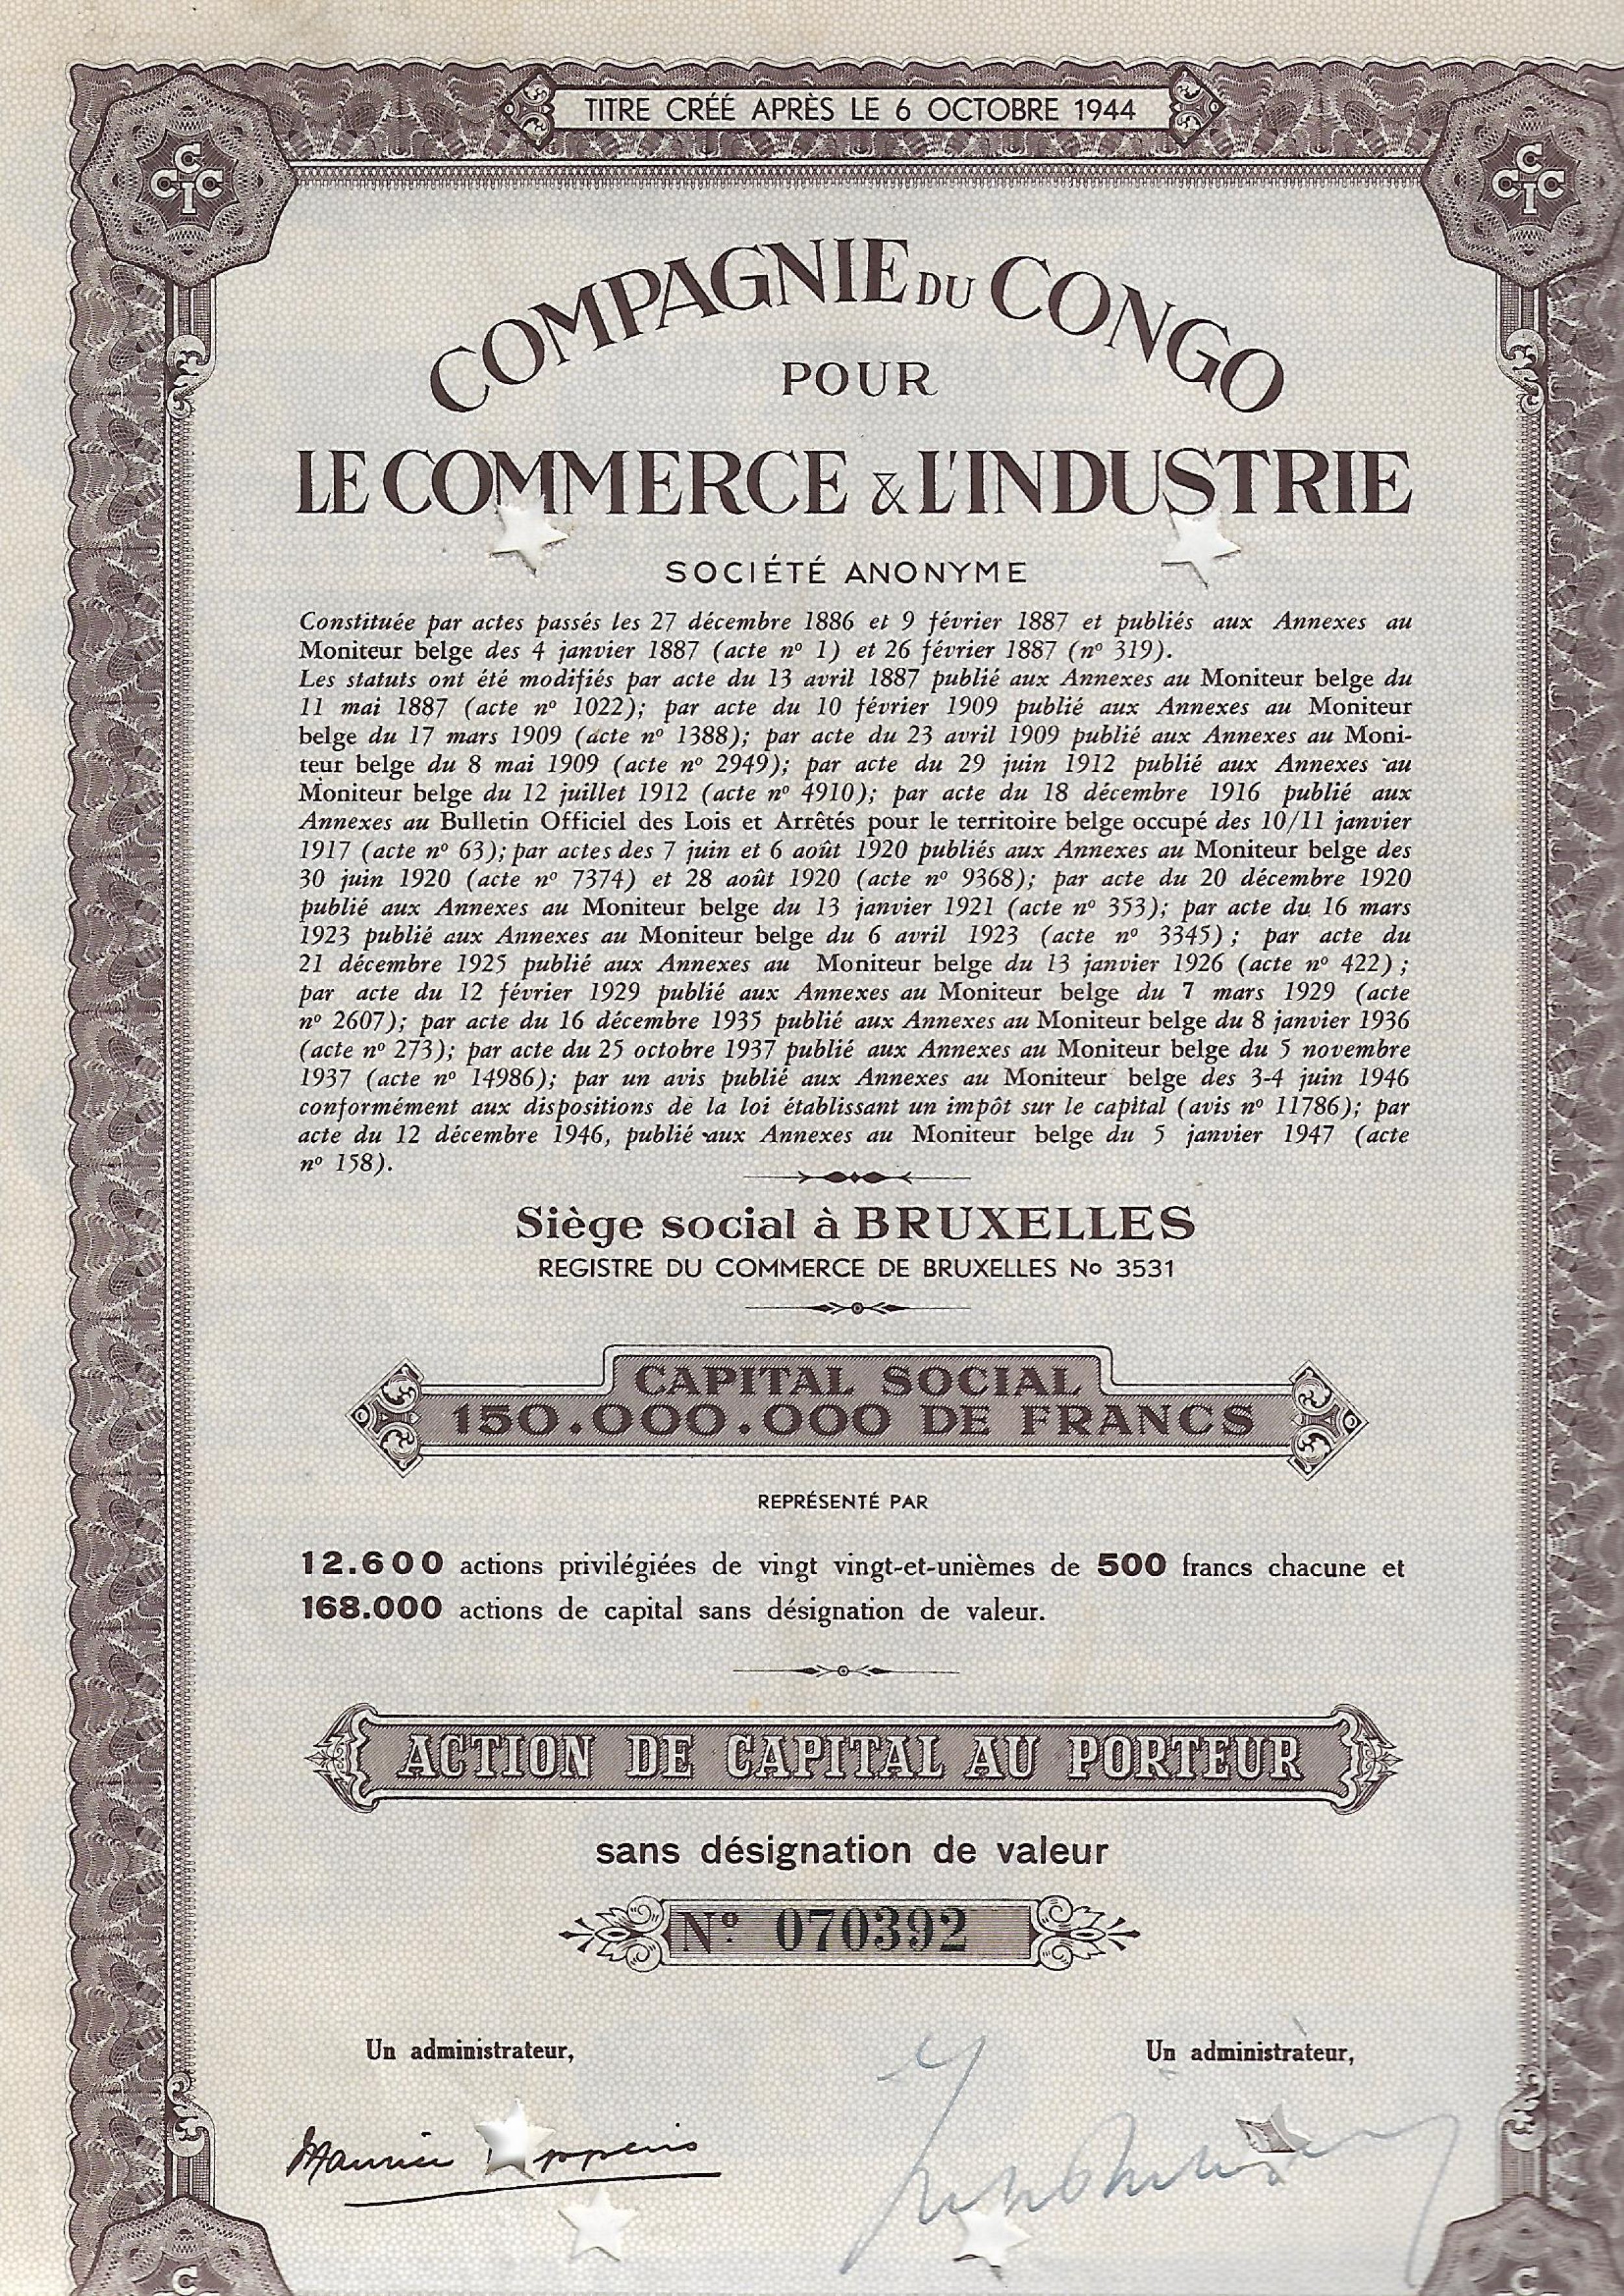 TITRE CRÉÉ APRÈS LE 6 OCTOBRE 1944
C
C C
I
C
C C
I
COMPAGNIE DU CONGO
POUR
LE COMMERCE & L'INDUSTRIE
SOCIÉTÉ ANONYME
Constituée par actes passés les 27 décembre 1886 et 9 février 1887 et publiés aux Annexes au
Moniteur belge des 4 janvier 1887 (acte nº 1) et 26 février 1887 (nº 319).
Les statuts ont été modifiés par acte du 13 avril 1887 publié aux Annexes au Moniteur belge du
11 mai 1887 (acte nº 1022); par acte du 10 février 1909 publié aux Annexes au Moniteur
belge du 17 mars 1909 (acte nº 1388); par acte du 23 avril 1909 publié aux Annexes au Moni-
teur belge du 8 mai 1909 (acte nº 2949); par acte du 29 juin 1912 publié aux Annexes au
Moniteur belge du 12 juillet 1912 (acte nº 4910); par acte du 18 décembre 1916 publié aux
Annexes au Bulletin Officiel des Lois et Arrêtés pour le territoire belge occupé des 10/11 janvier
1917 (acte nº 63); par actes des 7 juin et 6 août 1920 publiés aux Annexes au Moniteur belge des
30 juin 1920 (acte nº 7374) et 28 août 1920 (acte nº 9368); par acte du 20 décembre 1920
publié aux Annexes au Moniteur belge du 13 janvier 1921 (acte nº 353); par acte du 16 mars
1923 publié aux Annexes au Moniteur belge du 6 avril 1923 (acte nº 3345); par acte du
21 décembre 1925 publié aux Annexes au Moniteur belge du 13 janvier 1926 (acte nº 422);
par acte du 12 février 1929 publié aux Annexes au Moniteur belge du 7 mars 1929 (acte
nº 2607); par acte du 16 décembre 1935 publié aux Annexes au Moniteur belge du 8 janvier 1936
(acte nº 273); par acte du 25 octobre 1937 publié aux Annexes au Moniteur belge du 5 novembre
1937 (acte nº 14986); par un avis publié aux Annexes au Moniteur belge des 3-4 juin 1946
conformément aux dispositions de la loi établissant un impôt sur le capital (avis nº 11786); par
acte du 12 décembre 1946, publié aux Annexes au Moniteur belge du 5 janvier 1947 (acte
nº 158).
Siège social à BRUXELLES
REGISTRE DU COMMERCE DE BRUXELLES No 3531
CAPITAL SOCIAL
150.000.000 DE FRANCS
REPRÉSENTÉ PAR
12.600 actions privilégiées de vingt vingt-et-unièmes de 500 francs chacune et
168.000 actions de capital sans désignation de valeur.
ACTION DE CAPITAL AU PORTEUR
sans désignation de valeur
Nº 070392
Un administrateur,
Un administrateur,
Maurice
C
C